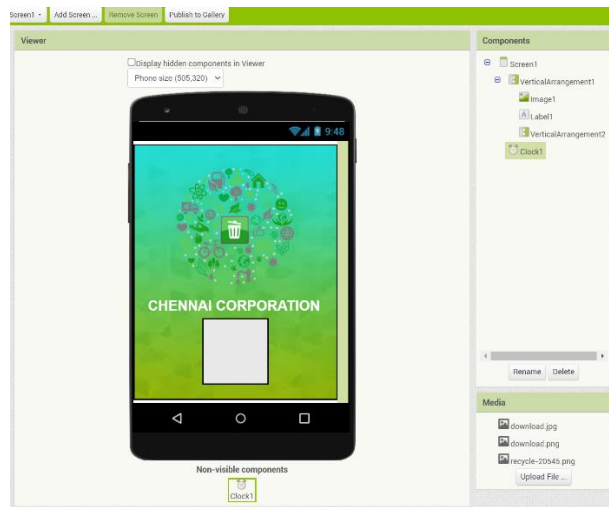 Screen1
Add Screen ...
Remove Screen
Publish to Gallery
Viewer
Display hidden components in Viewer
Phone size (505,320)
9:48
CHENNAI CORPORATION
Non-visible components
Clock1
Components
Screen1
VerticalArrangement1
Image1
A Label1
VerticalArrangement2
Clock1
Rename
Delete
Media
download.jpg
download.png
recycle-20545.png
Upload File ...